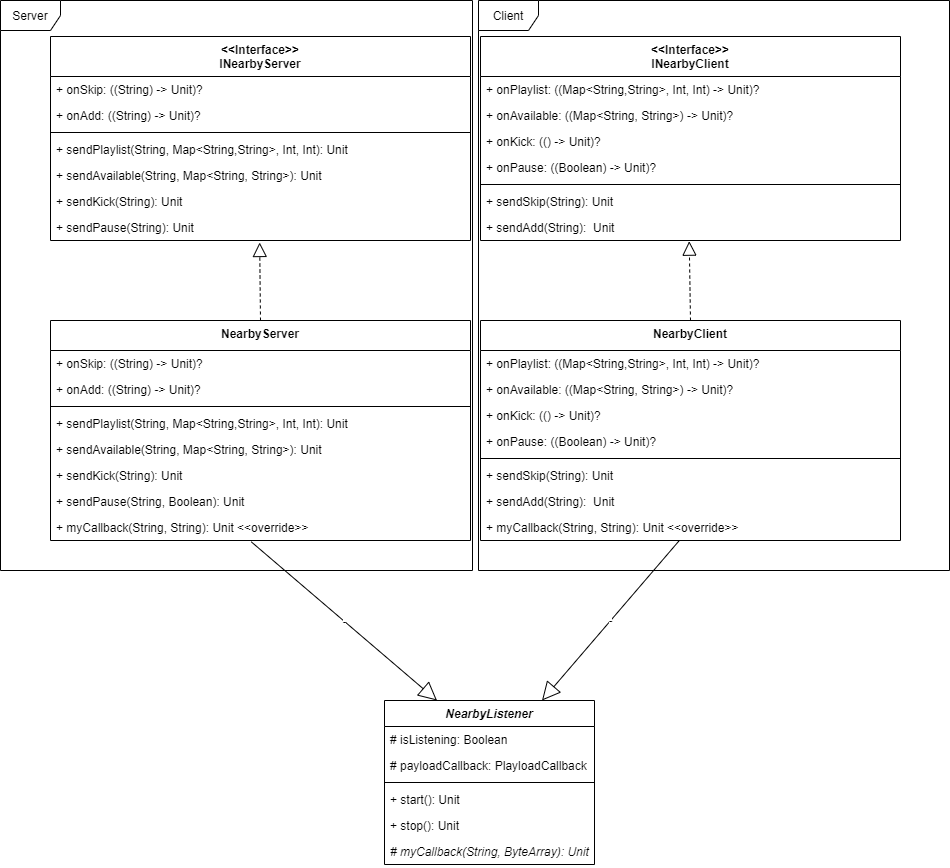 Server
<<Interface>>
INearbyServer
+ onSkip: ((String) -> Unit)?
+ onAdd: ((String) -> Unit)?
+ sendPlaylist(String, Map<String,String>, Int, Int): Unit
+ sendAvailable(String, Map<String, String>): Unit
+ sendKick(String): Unit
+ sendPause(String): Unit
NearbyServer
+ onSkip: ((String) -> Unit)?
+ onAdd: ((String) -> Unit)?
+ sendPlaylist(String, Map<String,String>, Int, Int): Unit
+ sendAvailable(String, Map<String, String>): Unit
+ sendKick(String): Unit
+ sendPause(String, Boolean): Unit
+ myCallback(String, String): Unit <<override>>
Client
<<Interface>>
INearbyClient
+ onPlaylist: ((Map<String,String>, Int, Int) -> Unit)?
+ onAvailable: ((Map<String, String>) -> Unit)?
+ onKick: (() -> Unit)?
+ onPause: ((Boolean) -> Unit)?
+ sendSkip(String): Unit
+ sendAdd(String): Unit
NearbyClient
+ onPlaylist: ((Map<String,String>, Int, Int) -> Unit)?
+ onAvailable: ((Map<String, String>) -> Unit)?
+ onKick: (() -> Unit)?
+ onPause: ((Boolean) -> Unit)?
+ sendSkip(String): Unit
+ sendAdd(String): Unit
+ myCallback(String, String): Unit <<override>>
NearbyListener
# isListening: Boolean
# payloadCallback: PlayloadCallback
+ start(): Unit
+ stop(): Unit
# myCallback(String, ByteArray): Unit